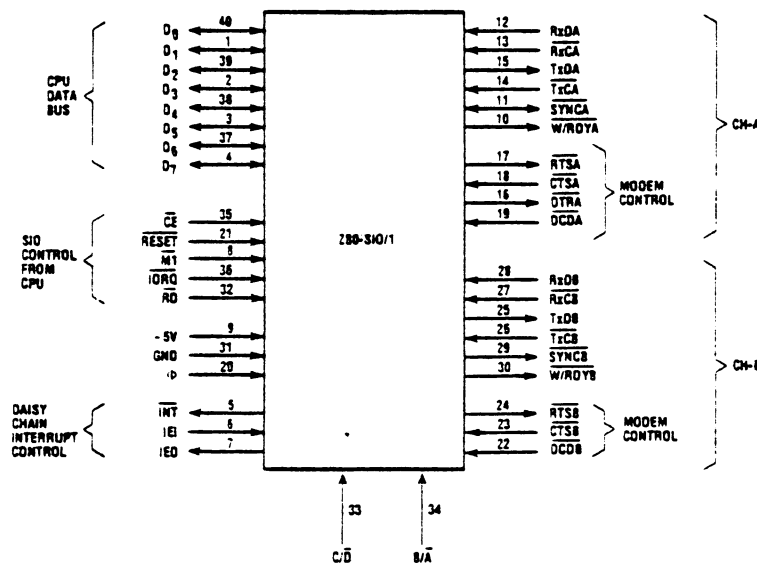 40
D0
1
D1
39
D2
2
D3
38
D4
3
D5
37
D6
4
D7
CPU
DATA
BUS
35
CE
21
RESET
8
M1
36
IORQ
32
RD
SIO
CONTROL
FROM
CPU
9
5V
31
GND
20
Φ
5
INT
6
IEI
7
IEO
DAISY
CHAIN
INTERRUPT
CONTROL
Z80-SIO/1
12
RxDA
13
RxCA
15
TxDA
14
TxCA
11
SYNCA
10
W/RDYA
17
RTSA
18
CTSA
16
DTRA
19
DCDA
MODEM
CONTROL
CH-A
28
RxDB
27
RxCB
25
TxDB
26
TxCB
29
SYNCB
30
W/RDYB
24
RTSB
23
CTSB
22
DCDB
MODEM
CONTROL
CH-B
33
34
C/D
B/A